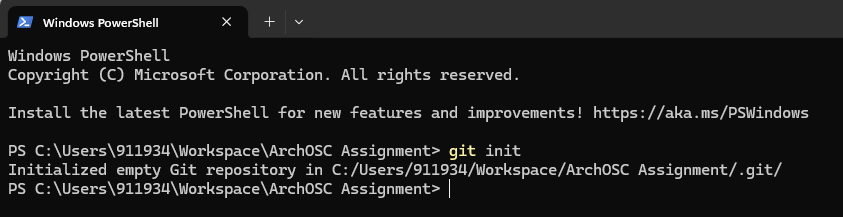 Windows PowerShell
Windows PowerShell
Copyright (C) Microsoft Corporation. All rights reserved.
Install the latest PowerShell for new features and improvements! https://aka.ms/PSWindows
PS C:\Users\911934\Workspace\ArchOSC Assignment> git init
Initialized empty Git repository in C:/Users/911934/Workspace/ArchOSC Assignment/.git/
PS C:\Users\911934\Workspace\ArchOSC Assignment>